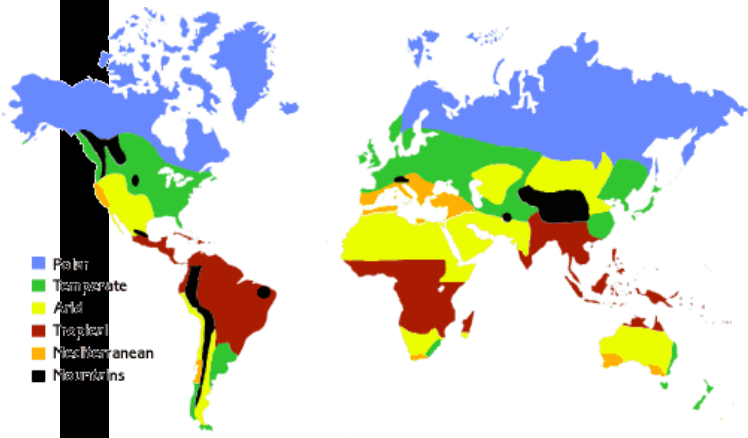 Polar
Temperate
Arid
Tropical
Mediterranean
Mountains